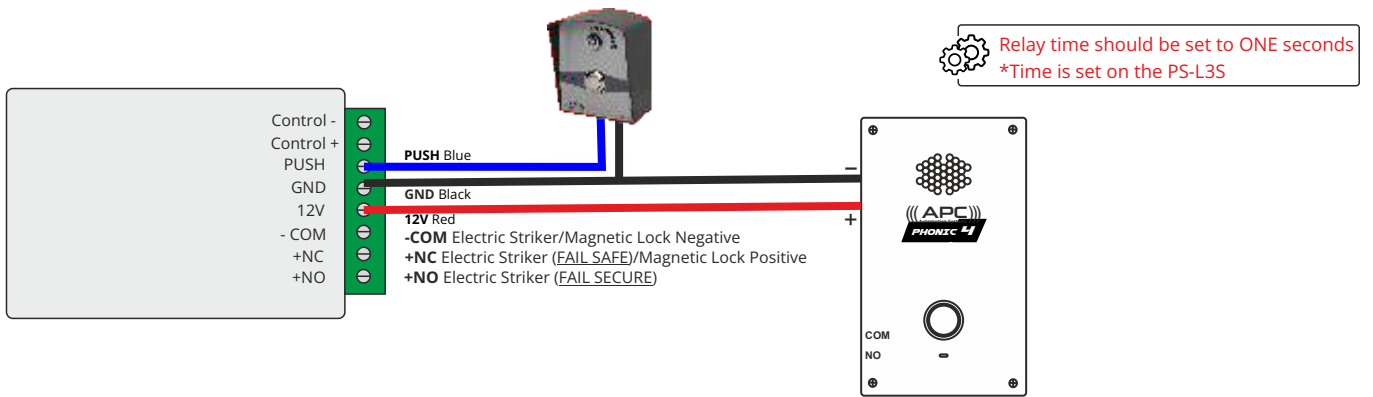 Relay time should be set to ONE seconds
*Time is set on the PS-L3S
Control -
Control +
PUSH
GND
12V
- COM
+NC
+NO
PUSH Blue
GND Black
12V Red
-COM Electric Striker/Magnetic Lock Negative
+NC Electric Striker (FAIL SAFE)/Magnetic Lock Positive
+NO Electric Striker (FAIL SECURE)
–
+
(((APC)))
PHONIC 4
COM
NO